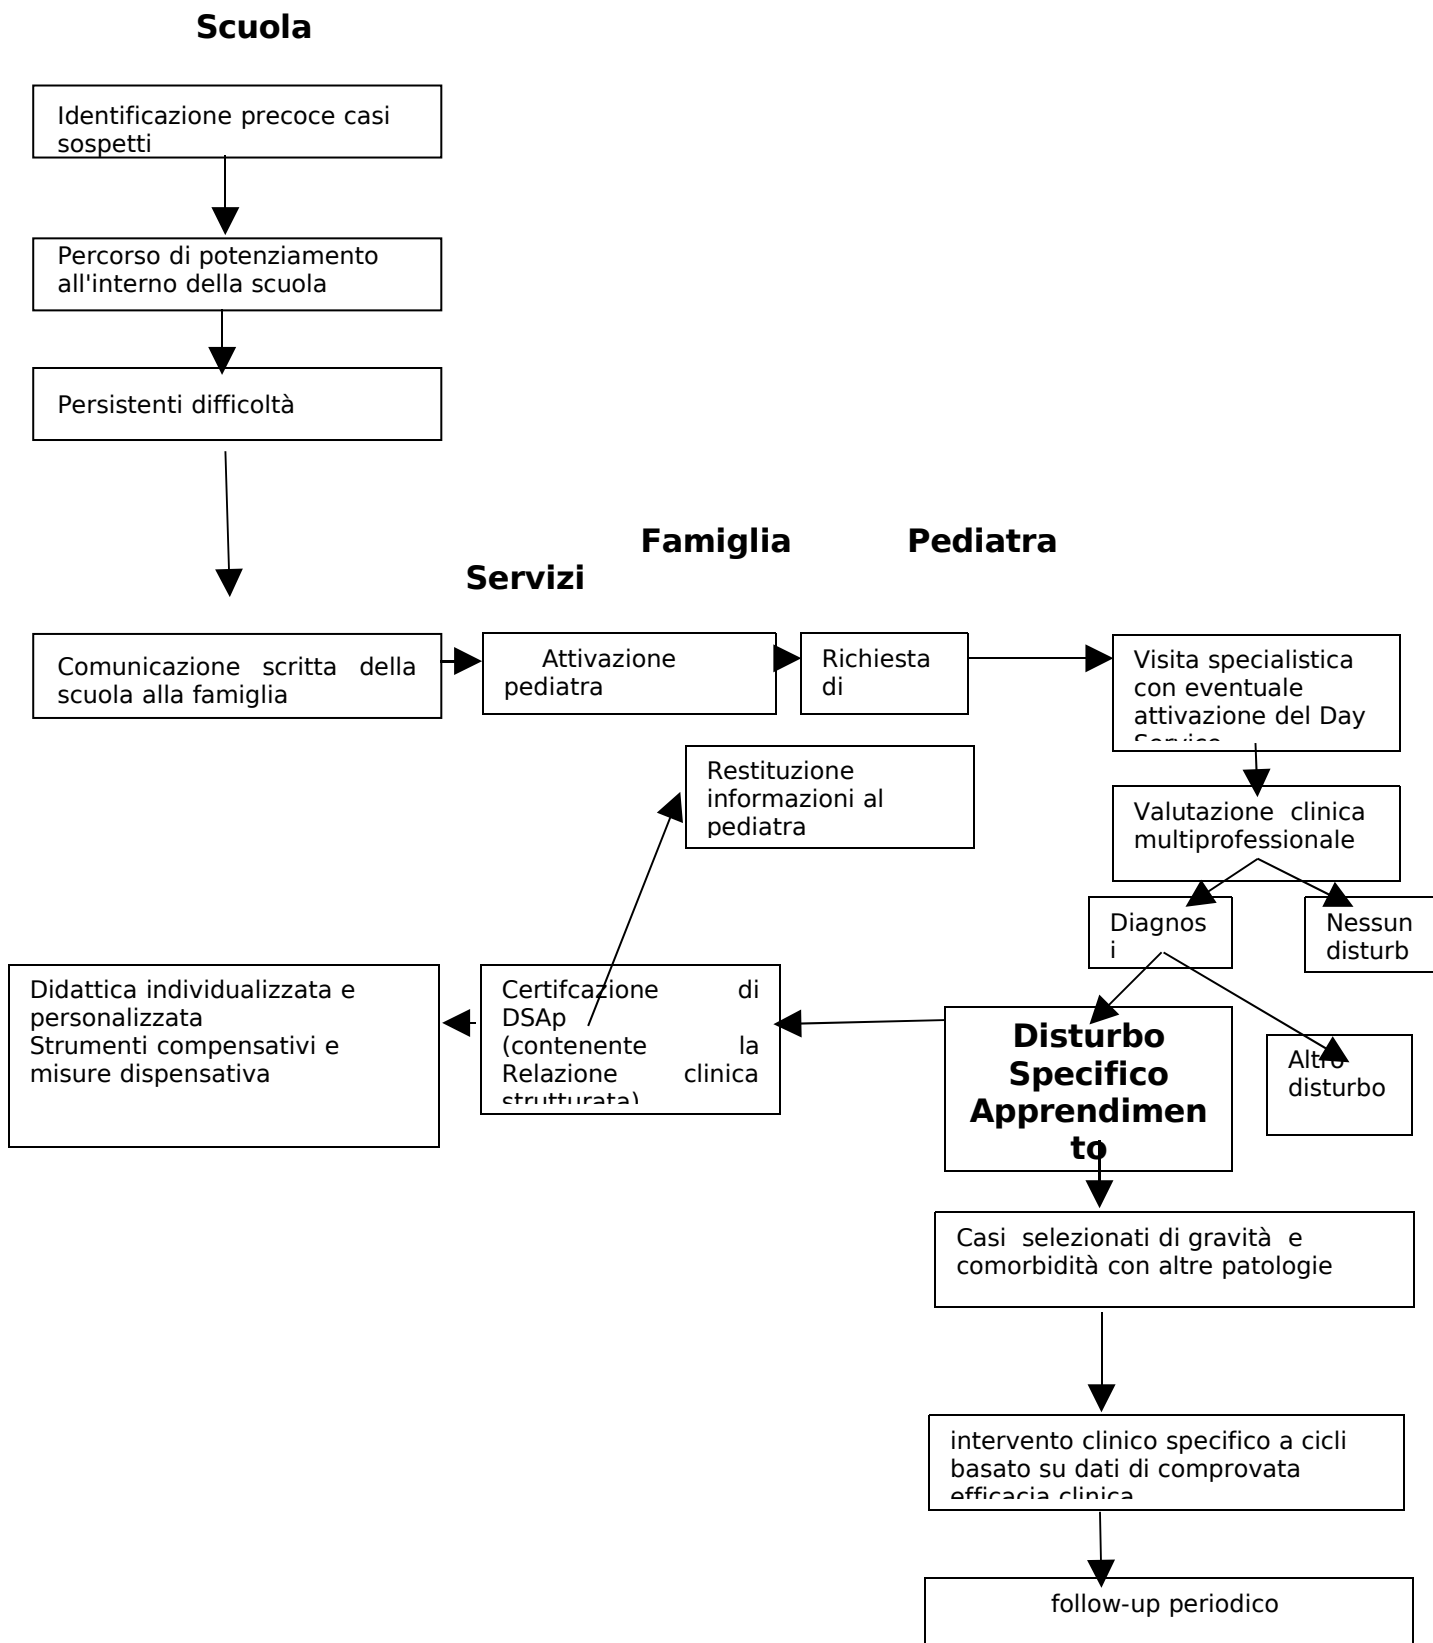 Scuola
Identificazione precoce casi
sospetti
Percorso di potenziamento
all'interno della scuola
Persistenti difficoltà
Famiglia Pediatra
Servizi
Comunicazione scritta della
scuola alla famiglia
Attivazione
pediatra
Richiesta
di
Visita specialistica
con eventuale
attivazione del Day
Service
Restituzione
informazioni al
pediatra
Valutazione clinica
multiprofessionale
Diagnos
i
Nessun
disturb
Didattica individualizzata e
personalizzata
Strumenti compensativi e
misure dispensativa
Certifcazione di
DSAp
(contenente la
Relazione clinica
strutturata)
Disturbo
Specifico
Apprendimen
to
Altro
disturbo
Casi selezionati di gravità e
comorbidità con altre patologie
intervento clinico specifico a cicli
basato su dati di comprovata
efficacia clinica
follow-up periodico